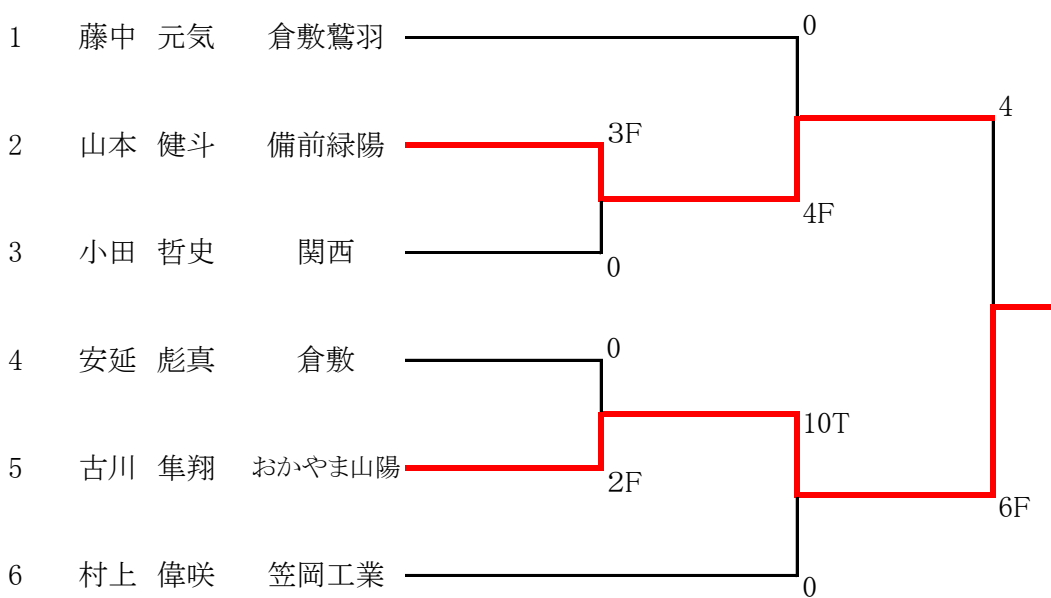 1 藤中 元気 倉敷鷲羽
0
4
2 山本 健斗 備前緑陽
3F
4F
3 小田 哲史 関西
0
4 安延 彪真 倉敷
0
10T
5 古川 隼翔 おかやま山陽
2F
6F
6 村上 偉咲 笠岡工業
0